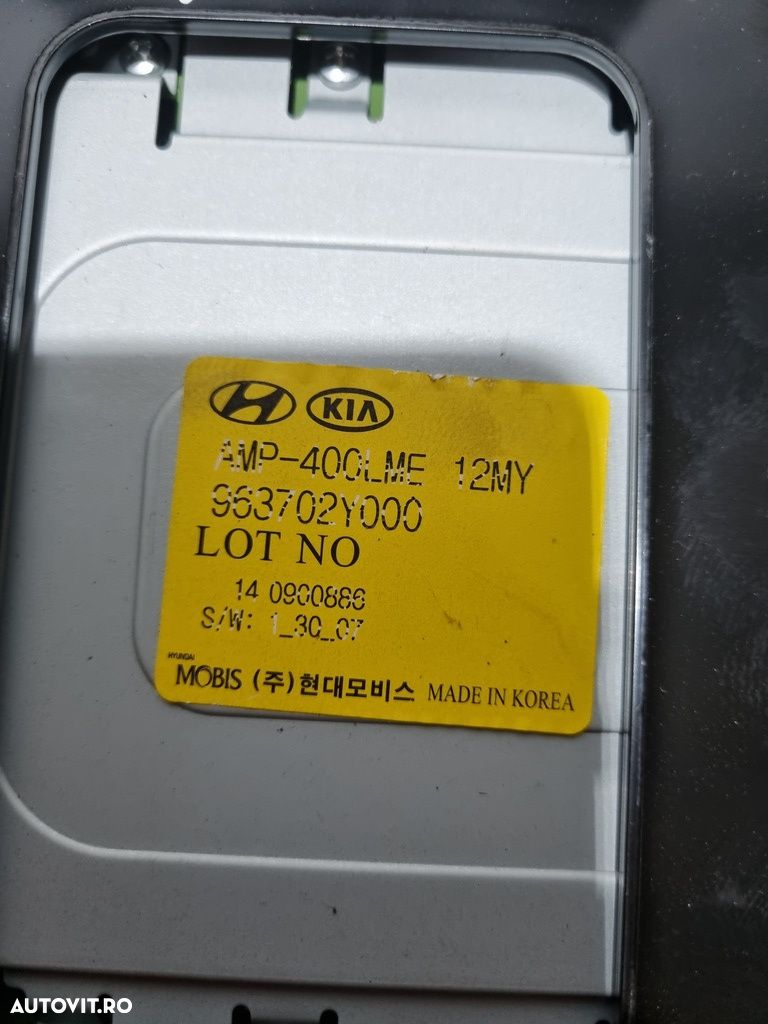 KIA
AMP-400LME 12MY
963702Y000
LOT NO
14 0900886
S/W: 1_30_07
HYUNDAI
MOBIS (주)현대모비스 MADE IN KOREA
AUTOVIT.RO